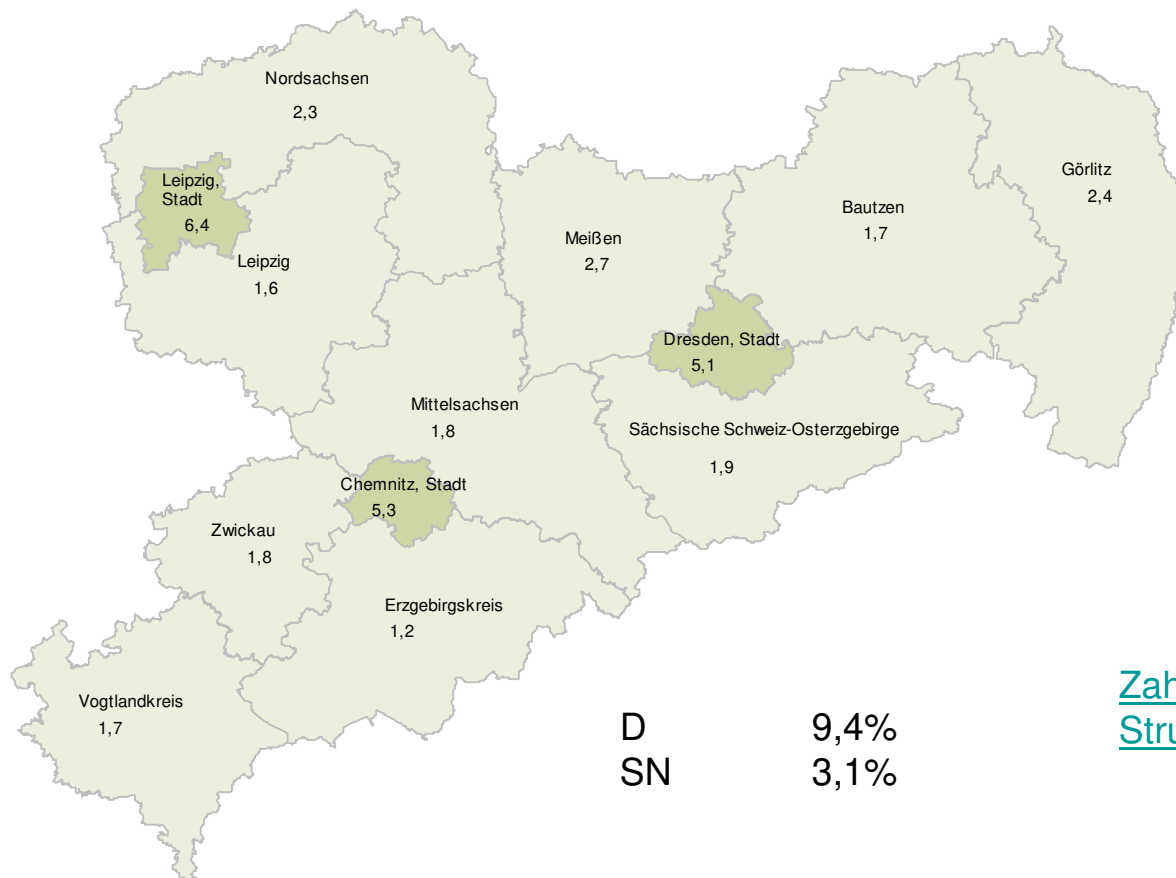 Nordsachsen
2,3
Leipzig,
Stadt
6,4
Leipzig
1,6
Meißen
2,7
Bautzen
1,7
Görlitz
2,4
Dresden, Stadt
5,1
Mittelsachsen
1,8
Sächsische Schweiz-Osterzgebirge
1,9
Chemnitz, Stadt
5,3
Zwickau
1,8
Erzgebirgskreis
1,2
Vogtlandkreis
1,7
D 9,4%
SN 3,1%
Zah
Stru